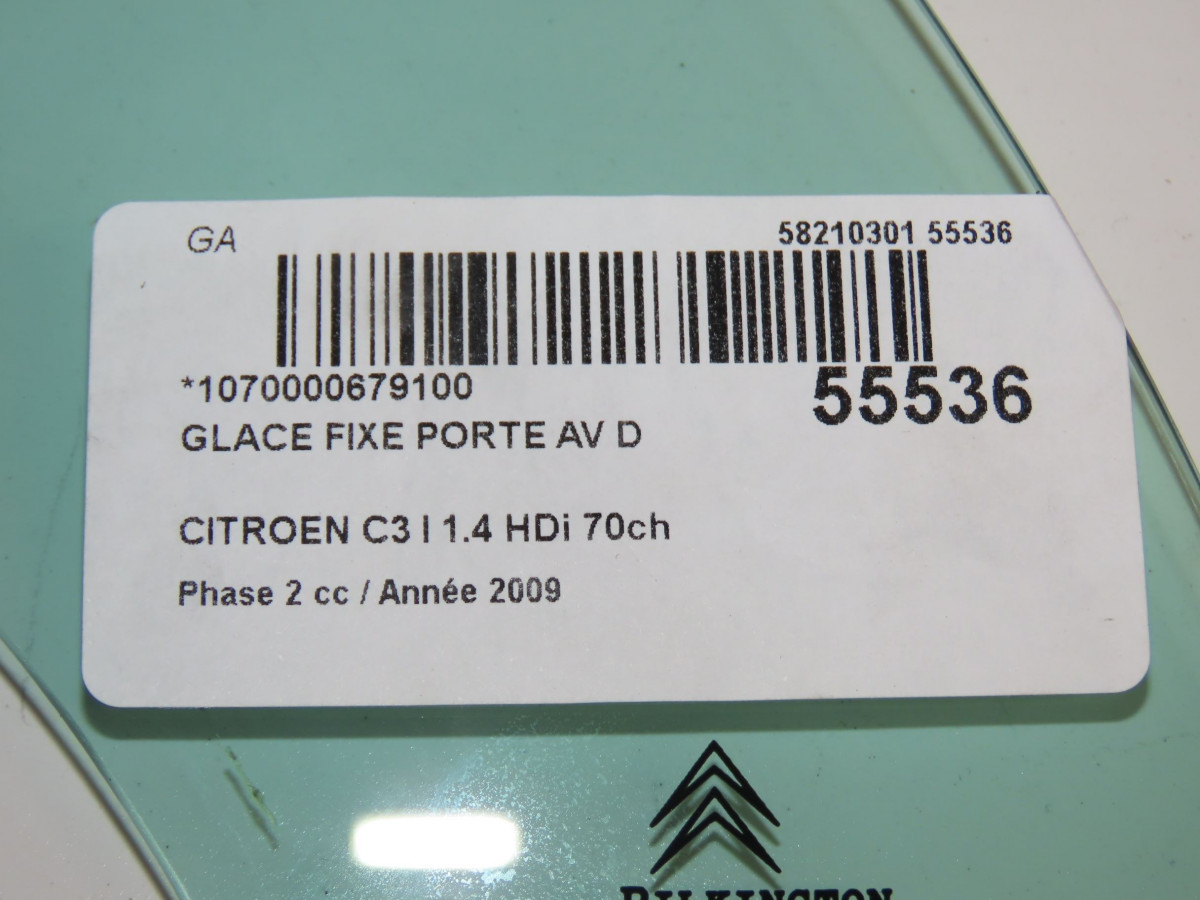 GA
58210301 55536
*1070000679100
55536
GLACE FIXE PORTE AV D
CITROEN C3 I 1.4 HDi 70ch
Phase 2 cc / Année 2009
PILKINGTON